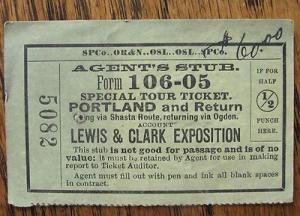 $ 60.00
SPCo..OR&N..OSL..OSL..SPCo.
AGENT'S STUB.
Form 106-05
SPECIAL TOUR TICKET.
PORTLAND and Return
Going via Shasta Route, returning via Ogden.
ACCOUNT
LEWIS & CLARK EXPOSITION
This stub is not good for passage and is of no
value: it must be retained by Agent for use in making
report to Ticket Auditor.
Agent must fill out with pen and ink all blank spaces
in contract.
5082
IF FOR
HALF
1/2
PUNCH
HERE.